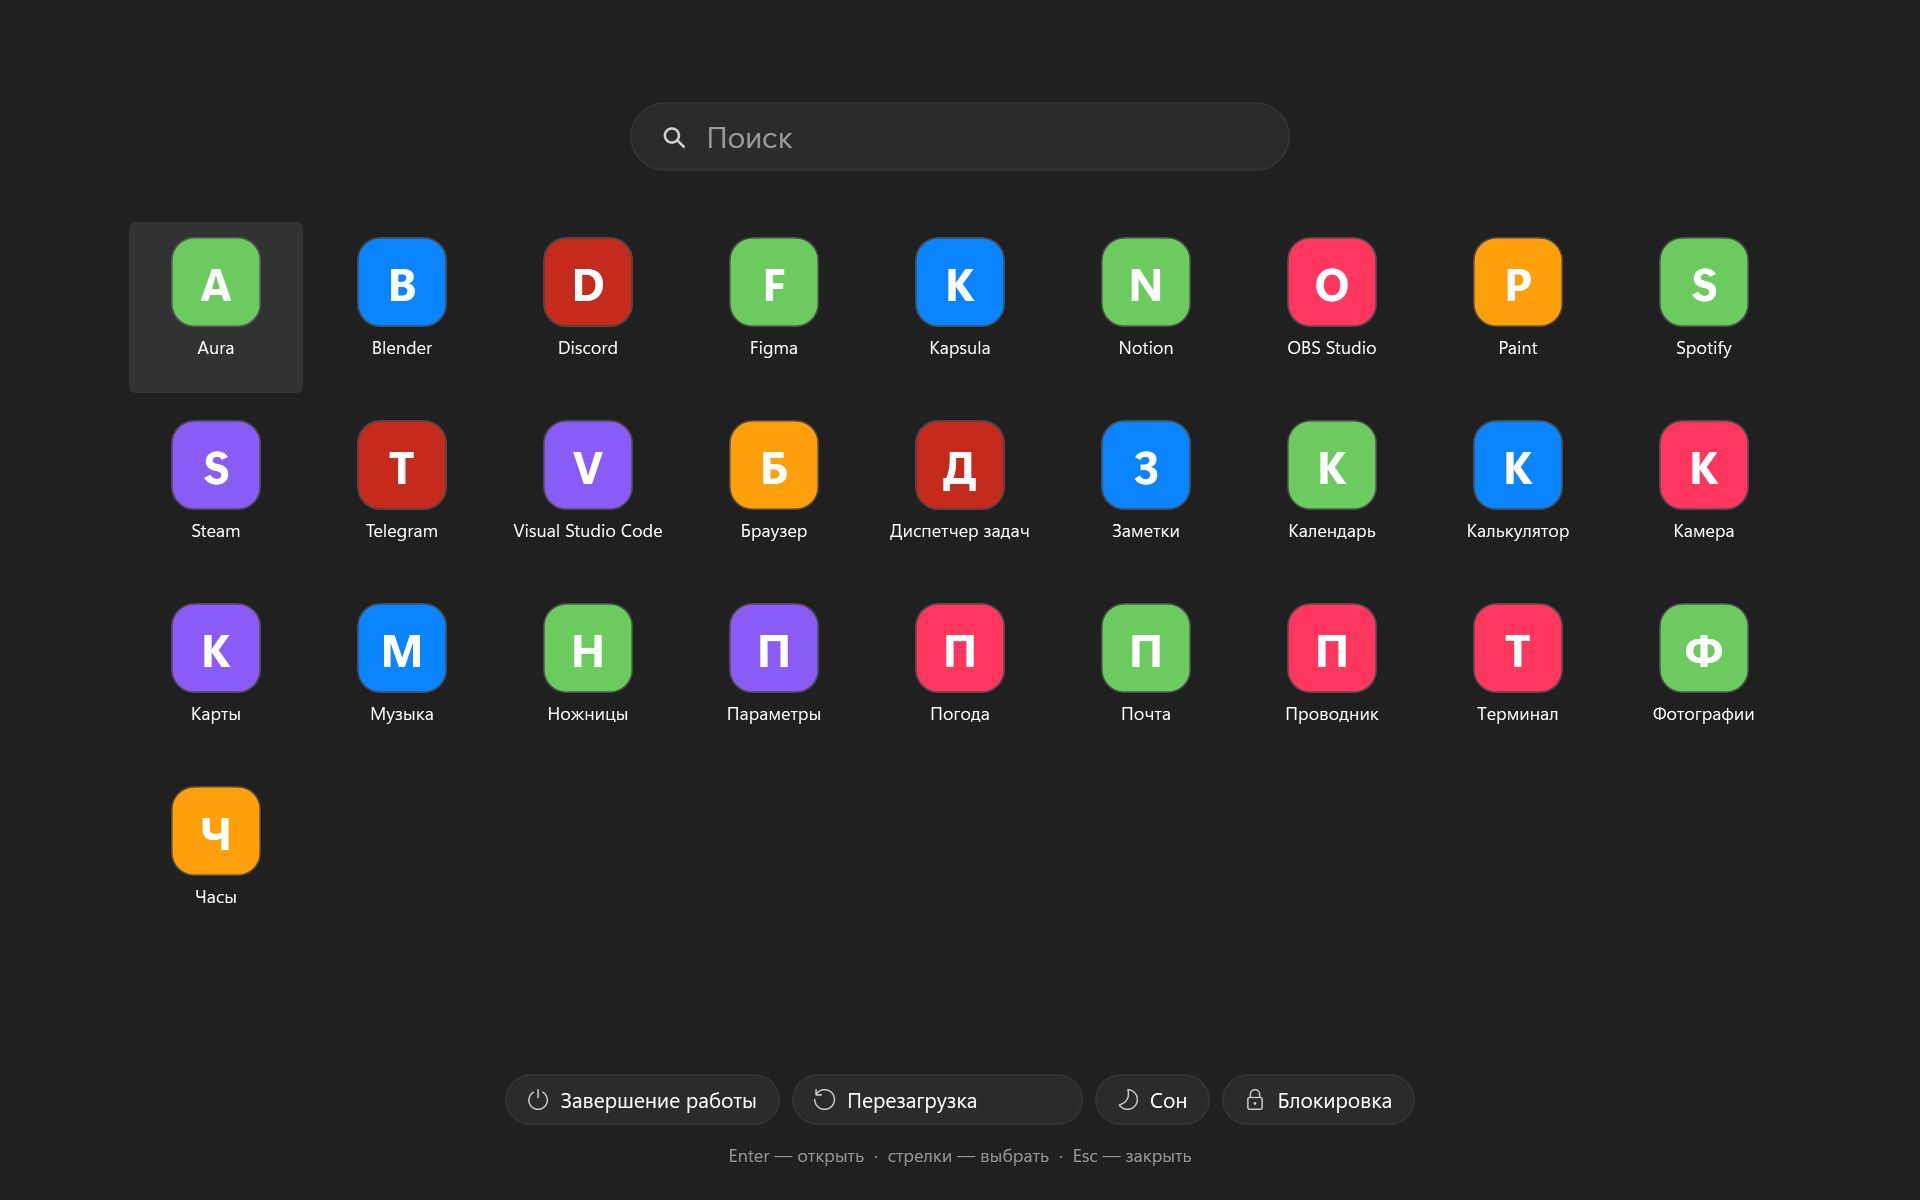 Поиск
A B D F K N O P S
Aura Blender Discord Figma Kapsula Notion OBS Studio Paint Spotify
S T V Б Д З К К К
Steam Telegram Visual Studio Code Браузер Диспетчер задач Заметки Календарь Калькулятор Камера
К М Н П П П П Т Ф
Карты Музыка Ножницы Параметры Погода Почта Проводник Терминал Фотографии
Ч
Часы
Завершение работы Перезагрузка Сон Блокировка
Enter — открыть · стрелки — выбрать · Esc — закрыть